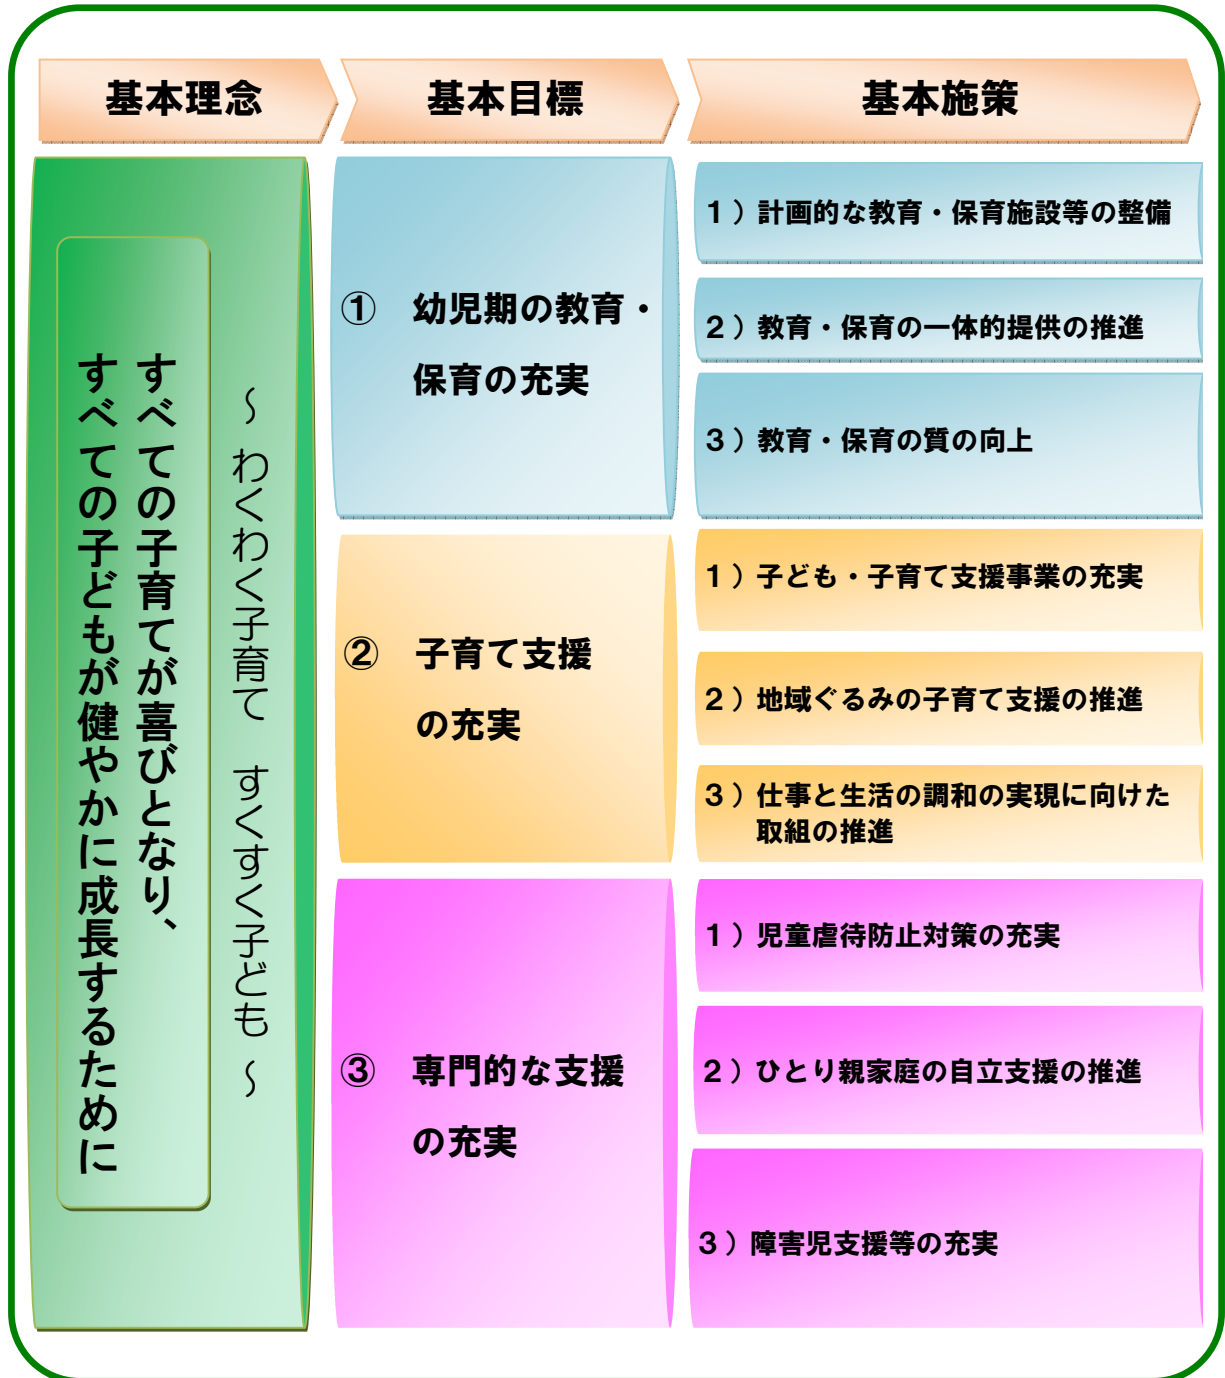 基本理念
基本目標
基本施策
～ わくわく子育て　すくすく子ども ～
すべての子育てが喜びとなり、
すべての子どもが健やかに成長するために
①　幼児期の教育・
保育の充実
1）計画的な教育・保育施設等の整備
2）教育・保育の一体的提供の推進
3）教育・保育の質の向上
②　子育て支援
の充実
1）子ども・子育て支援事業の充実
2）地域ぐるみの子育て支援の推進
3）仕事と生活の調和の実現に向けた
取組の推進
③　専門的な支援
の充実
1）児童虐待防止対策の充実
2）ひとり親家庭の自立支援の推進
3）障害児支援等の充実